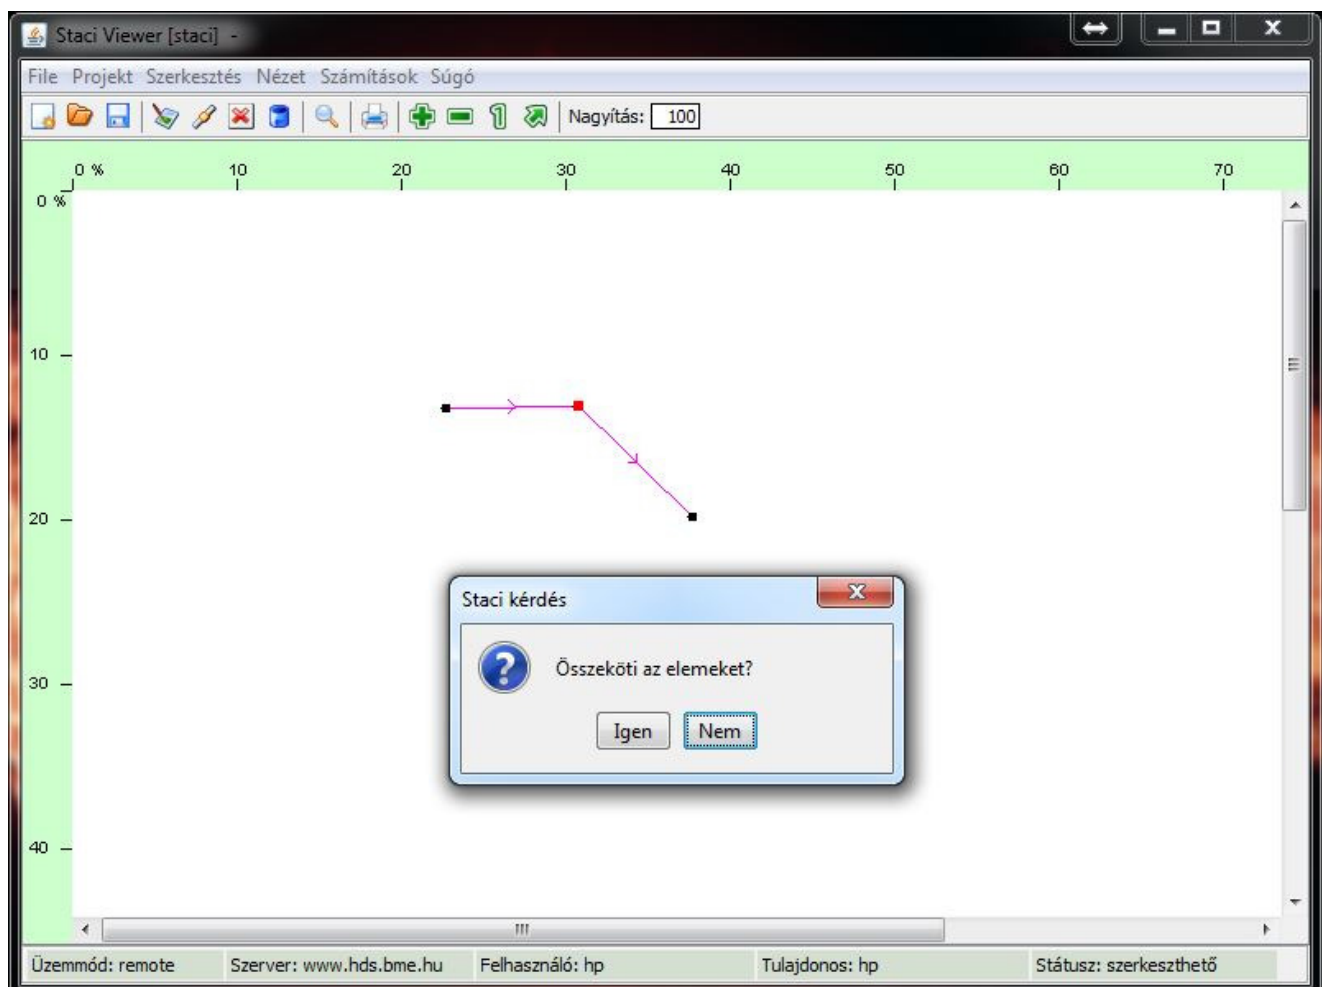 Staci Viewer [staci] -
File Projekt Szerkesztés Nézet Számítások Súgó
Nagyítás: 100
0 % 10 20 30 40 50 60 70
0 %
10
20
Staci kérdés
Összeköti az elemeket?
30
Igen Nem
40
Üzemmód: remote Szerver: www.hds.bme.hu Felhasználó: hp Tulajdonos: hp Státusz: szerkeszthető